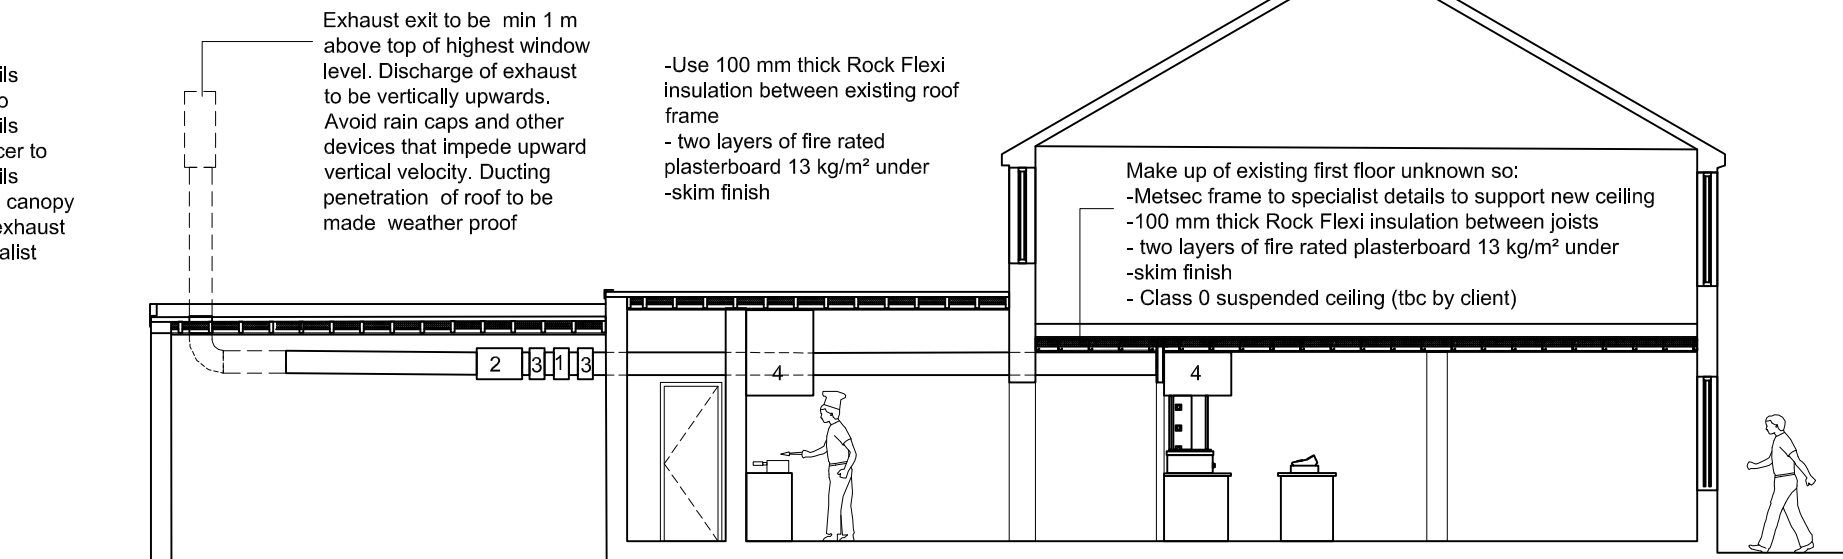 canopy
Exhaust exit to be min 1 m
above top of highest window
level. Discharge of exhaust
to be vertically upwards.
Avoid rain caps and other
devices that impede upward
vertical velocity. Ducting
penetration of roof to be
made weather proof
-Use 100 mm thick Rock Flexi
insulation between existing roof
frame
- two layers of fire rated
plasterboard 13 kg/m² under
-skim finish
Make up of existing first floor unknown so:
-Metsec frame to specialist details to support new ceiling
-100 mm thick Rock Flexi insulation between joists
- two layers of fire rated plasterboard 13 kg/m² under
-skim finish
- Class 0 suspended ceiling (tbc by client)
2 3 1 3
4
4